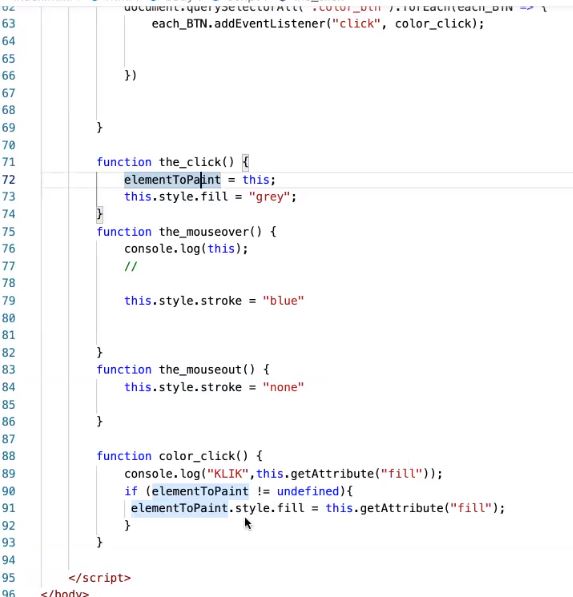 62 document.querySelectorAll(".color_btn").forEach(each_BTN => {
63 each_BTN.addEventListener("click", color_click);
64
65
66 })
67
68
69 }
70
71 function the_click() {
72 elementToPaint = this;
73 this.style.fill = "grey";
74 }
75 function the_mouseover() {
76 console.log(this);
77 //
78
79 this.style.stroke = "blue"
80
81
82 }
83 function the_mouseout() {
84 this.style.stroke = "none"
85
86 }
87
88 function color_click() {
89 console.log("KLIK",this.getAttribute("fill"));
90 if (elementToPaint != undefined){
91 elementToPaint.style.fill = this.getAttribute("fill");
92 }
93 }
94
95 </script>
96 </body>